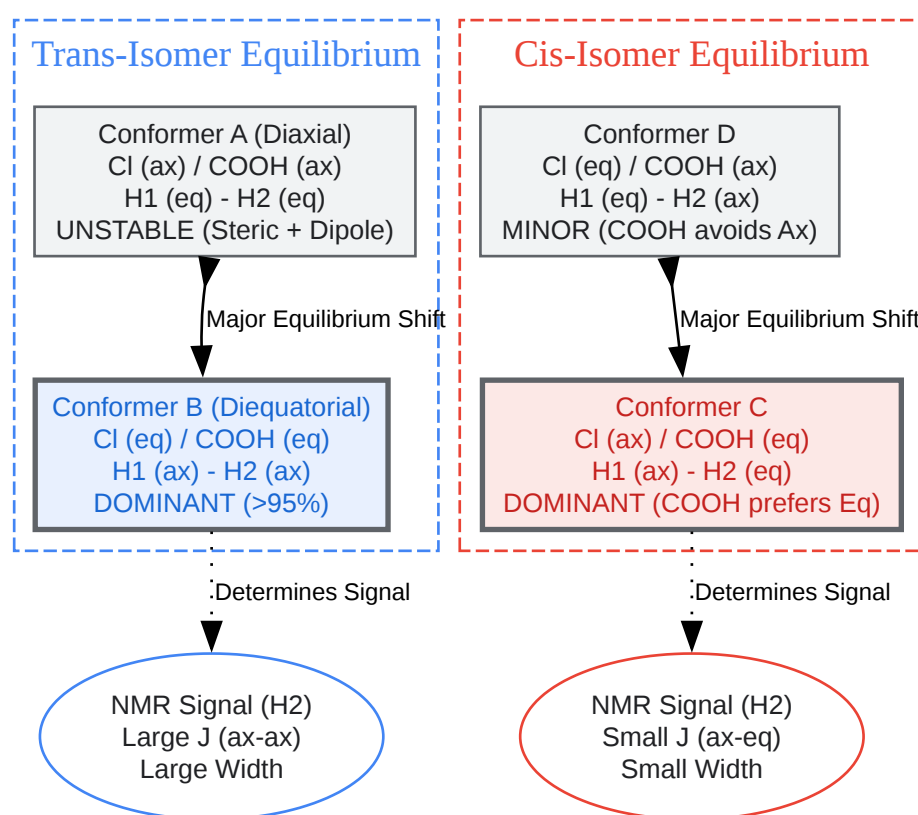 Trans-Isomer Equilibrium
Conformer A (Diaxial)
Cl (ax) / COOH (ax)
H1 (eq) - H2 (eq)
UNSTABLE (Steric + Dipole)
Major Equilibrium Shift
Conformer B (Diequatorial)
Cl (eq) / COOH (eq)
H1 (ax) - H2 (ax)
DOMINANT (>95%)
Determines Signal
NMR Signal (H2)
Large J (ax-ax)
Large Width
Cis-Isomer Equilibrium
Conformer D
Cl (eq) / COOH (ax)
H1 (eq) - H2 (ax)
MINOR (COOH avoids Ax)
Major Equilibrium Shift
Conformer C
Cl (ax) / COOH (eq)
H1 (ax) - H2 (eq)
DOMINANT (COOH prefers Eq)
Determines Signal
NMR Signal (H2)
Small J (ax-eq)
Small Width